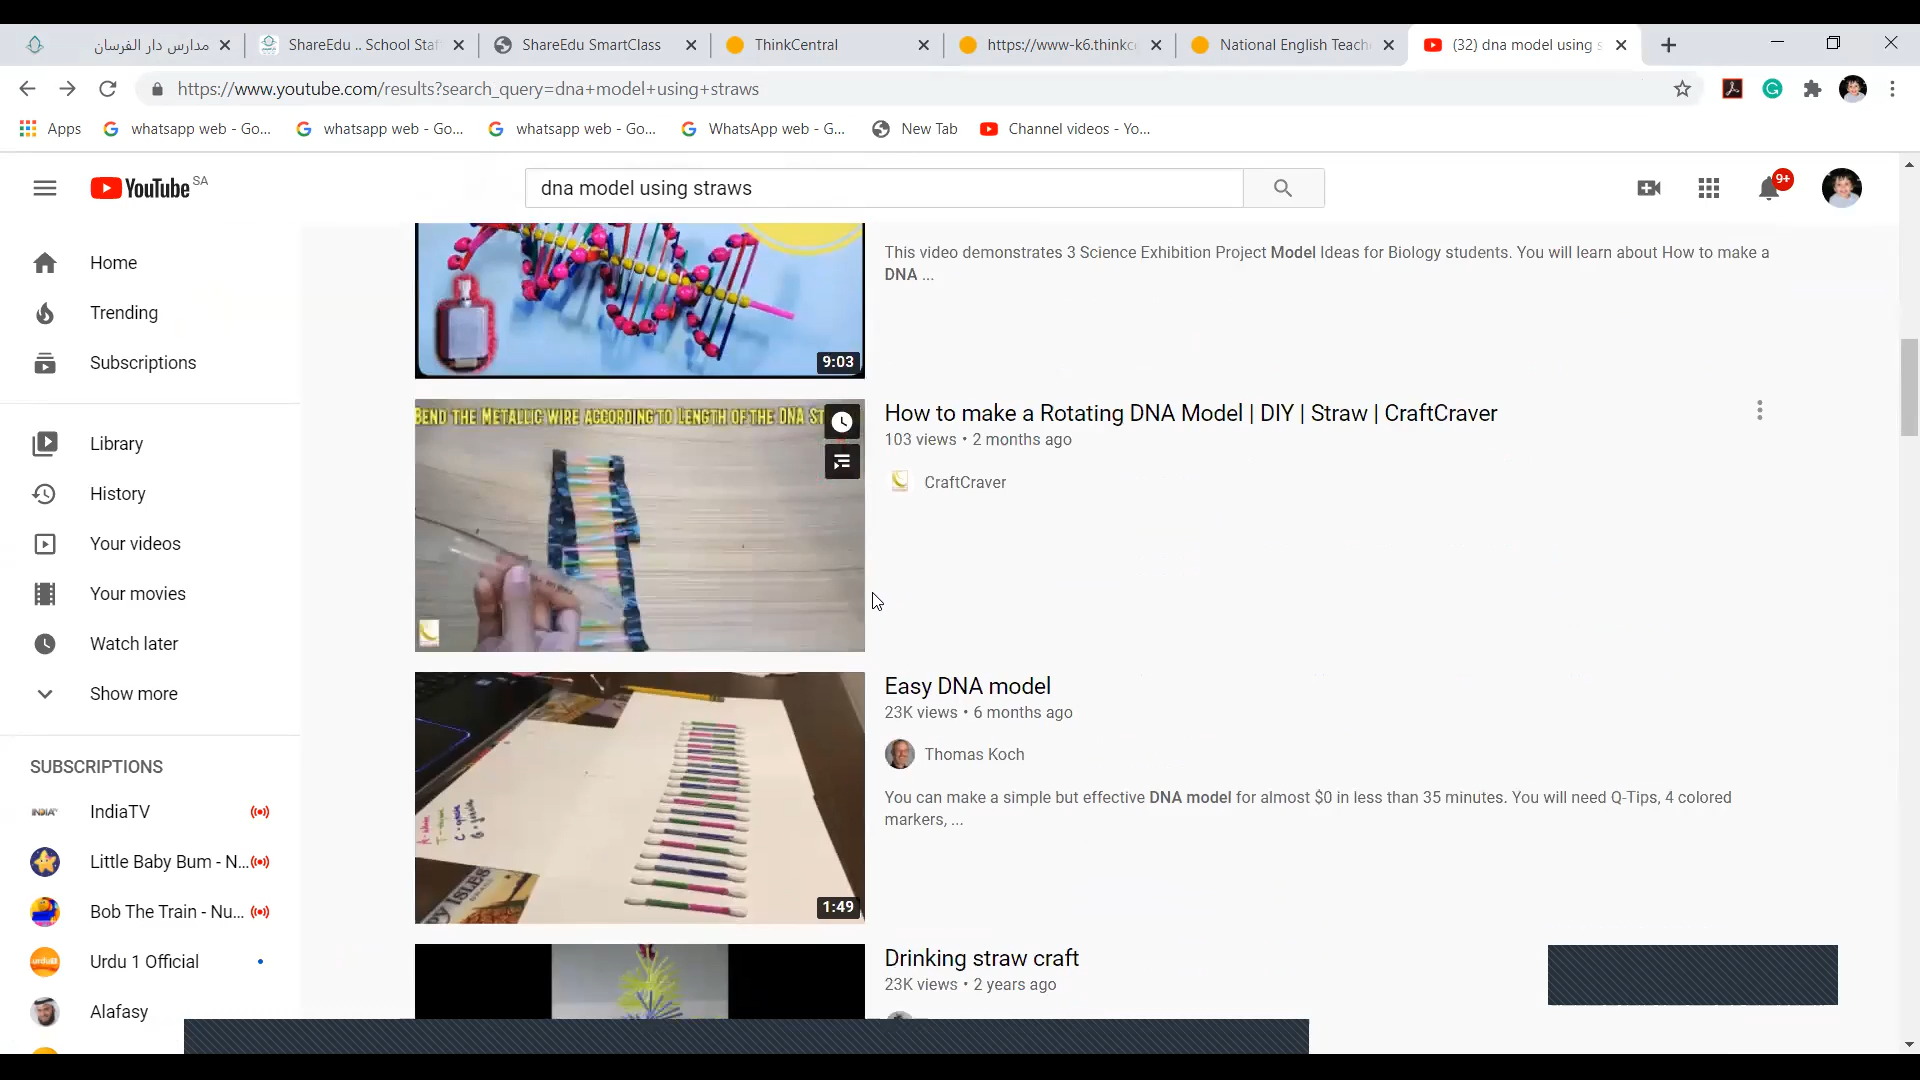 مدارس دار الفرسان
ShareEdu .. School Staf
ShareEdu SmartClass
ThinkCentral
https://www-k6.thinkce
National English Teach
(32) dna model using s
https://www.youtube.com/results?search_query=dna+model+using+straws
Apps
whatsapp web - Go...
whatsapp web - Go...
whatsapp web - Go...
WhatsApp web - G...
New Tab
Channel videos - Yo...
YouTube SA
dna model using straws
9+
Home
Trending
Subscriptions
Library
History
Your videos
Your movies
Watch later
Show more
SUBSCRIPTIONS
IndiaTV
Little Baby Bum - N...
Bob The Train - Nu...
Urdu 1 Official
Alafasy
9:03
This video demonstrates 3 Science Exhibition Project Model Ideas for Biology students. You will learn about How to make a
DNA ...
BEND THE METALLIC WIRE ACCORDING TO LENGTH OF THE DNA ST
How to make a Rotating DNA Model | DIY | Straw | CraftCraver
103 views • 2 months ago
CraftCraver
1:49
Easy DNA model
23K views • 6 months ago
Thomas Koch
You can make a simple but effective DNA model for almost $0 in less than 35 minutes. You will need Q-Tips, 4 colored
markers, ...
Drinking straw craft
23K views • 2 years ago